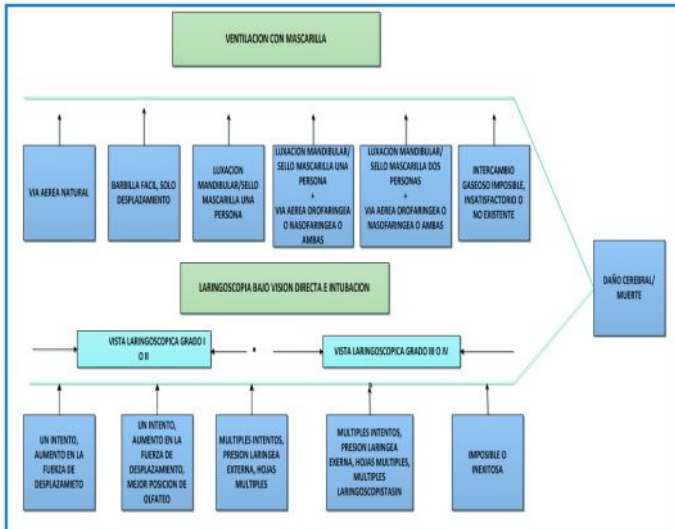 VENTILACION CON MASCARILLA
VIA AEREA NATURAL
BARBILLA FACIL, SOLO
DESPLAZAMIENTO
LUXACION
MANDIBULAR/SELLO
MASCARILLA UNA
PERSONA
LUXACION MANDIBULAR/
SELLO MASCARILLA UNA
PERSONA
+
VIA AEREA OROFARINGEA
O NASOFARINGEA O
AMBAS
LUXACION MANDIBULAR/
SELLO MASCARILLA DOS
PERSONAS
+
VIA AEREA OROFARINGEA O
NASOFARINGEA O AMBAS
INTERCAMBIO
GASEOSO IMPOSIBLE,
INSATISFACTORIO O
NO EXISTENTE
DAÑO CEREBRAL/
MUERTE
LARINGOSCOPIA BAJO VISION DIRECTA E INTUBACION
VISTA LARINGOSCOPICA GRADO I
O II
*
VISTA LARINGOSCOPICA GRADO III O IV
UN INTENTO,
AUMENTO EN LA
FUERZA DE
DESPLAZAMIETO
UN INTENTO,
AUMENTO EN LA
FUERZA DE
DESPLAZAMIENTO,
MEJOR POSICION DE
OLFATEO
MULTIPLES INTENTOS,
PRESION LARINGEA
EXTERNA, HOJAS
MULTIPLES
MULTIPLES INTENTOS,
PRESION LARINGEA
EXERNA, HOJAS MULTIPLES,
MULTIPLES
LARINGOSCOPISTASIN
IMPOSIBLE O
INEXITOSA